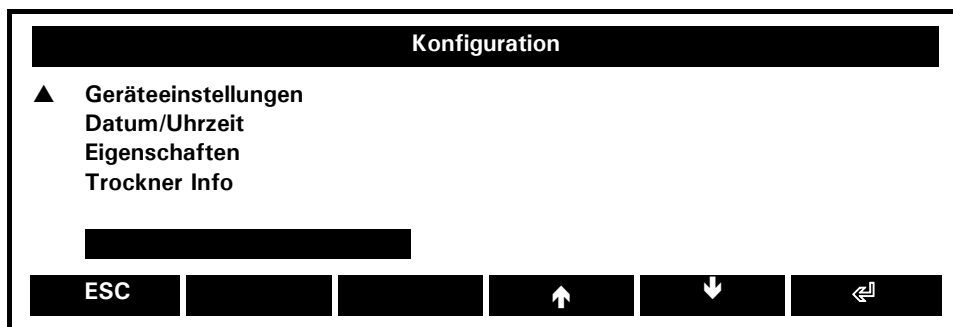 Konfiguration
▲ Geräteeinstellungen
Datum/Uhrzeit
Eigenschaften
Trockner Info
ESC